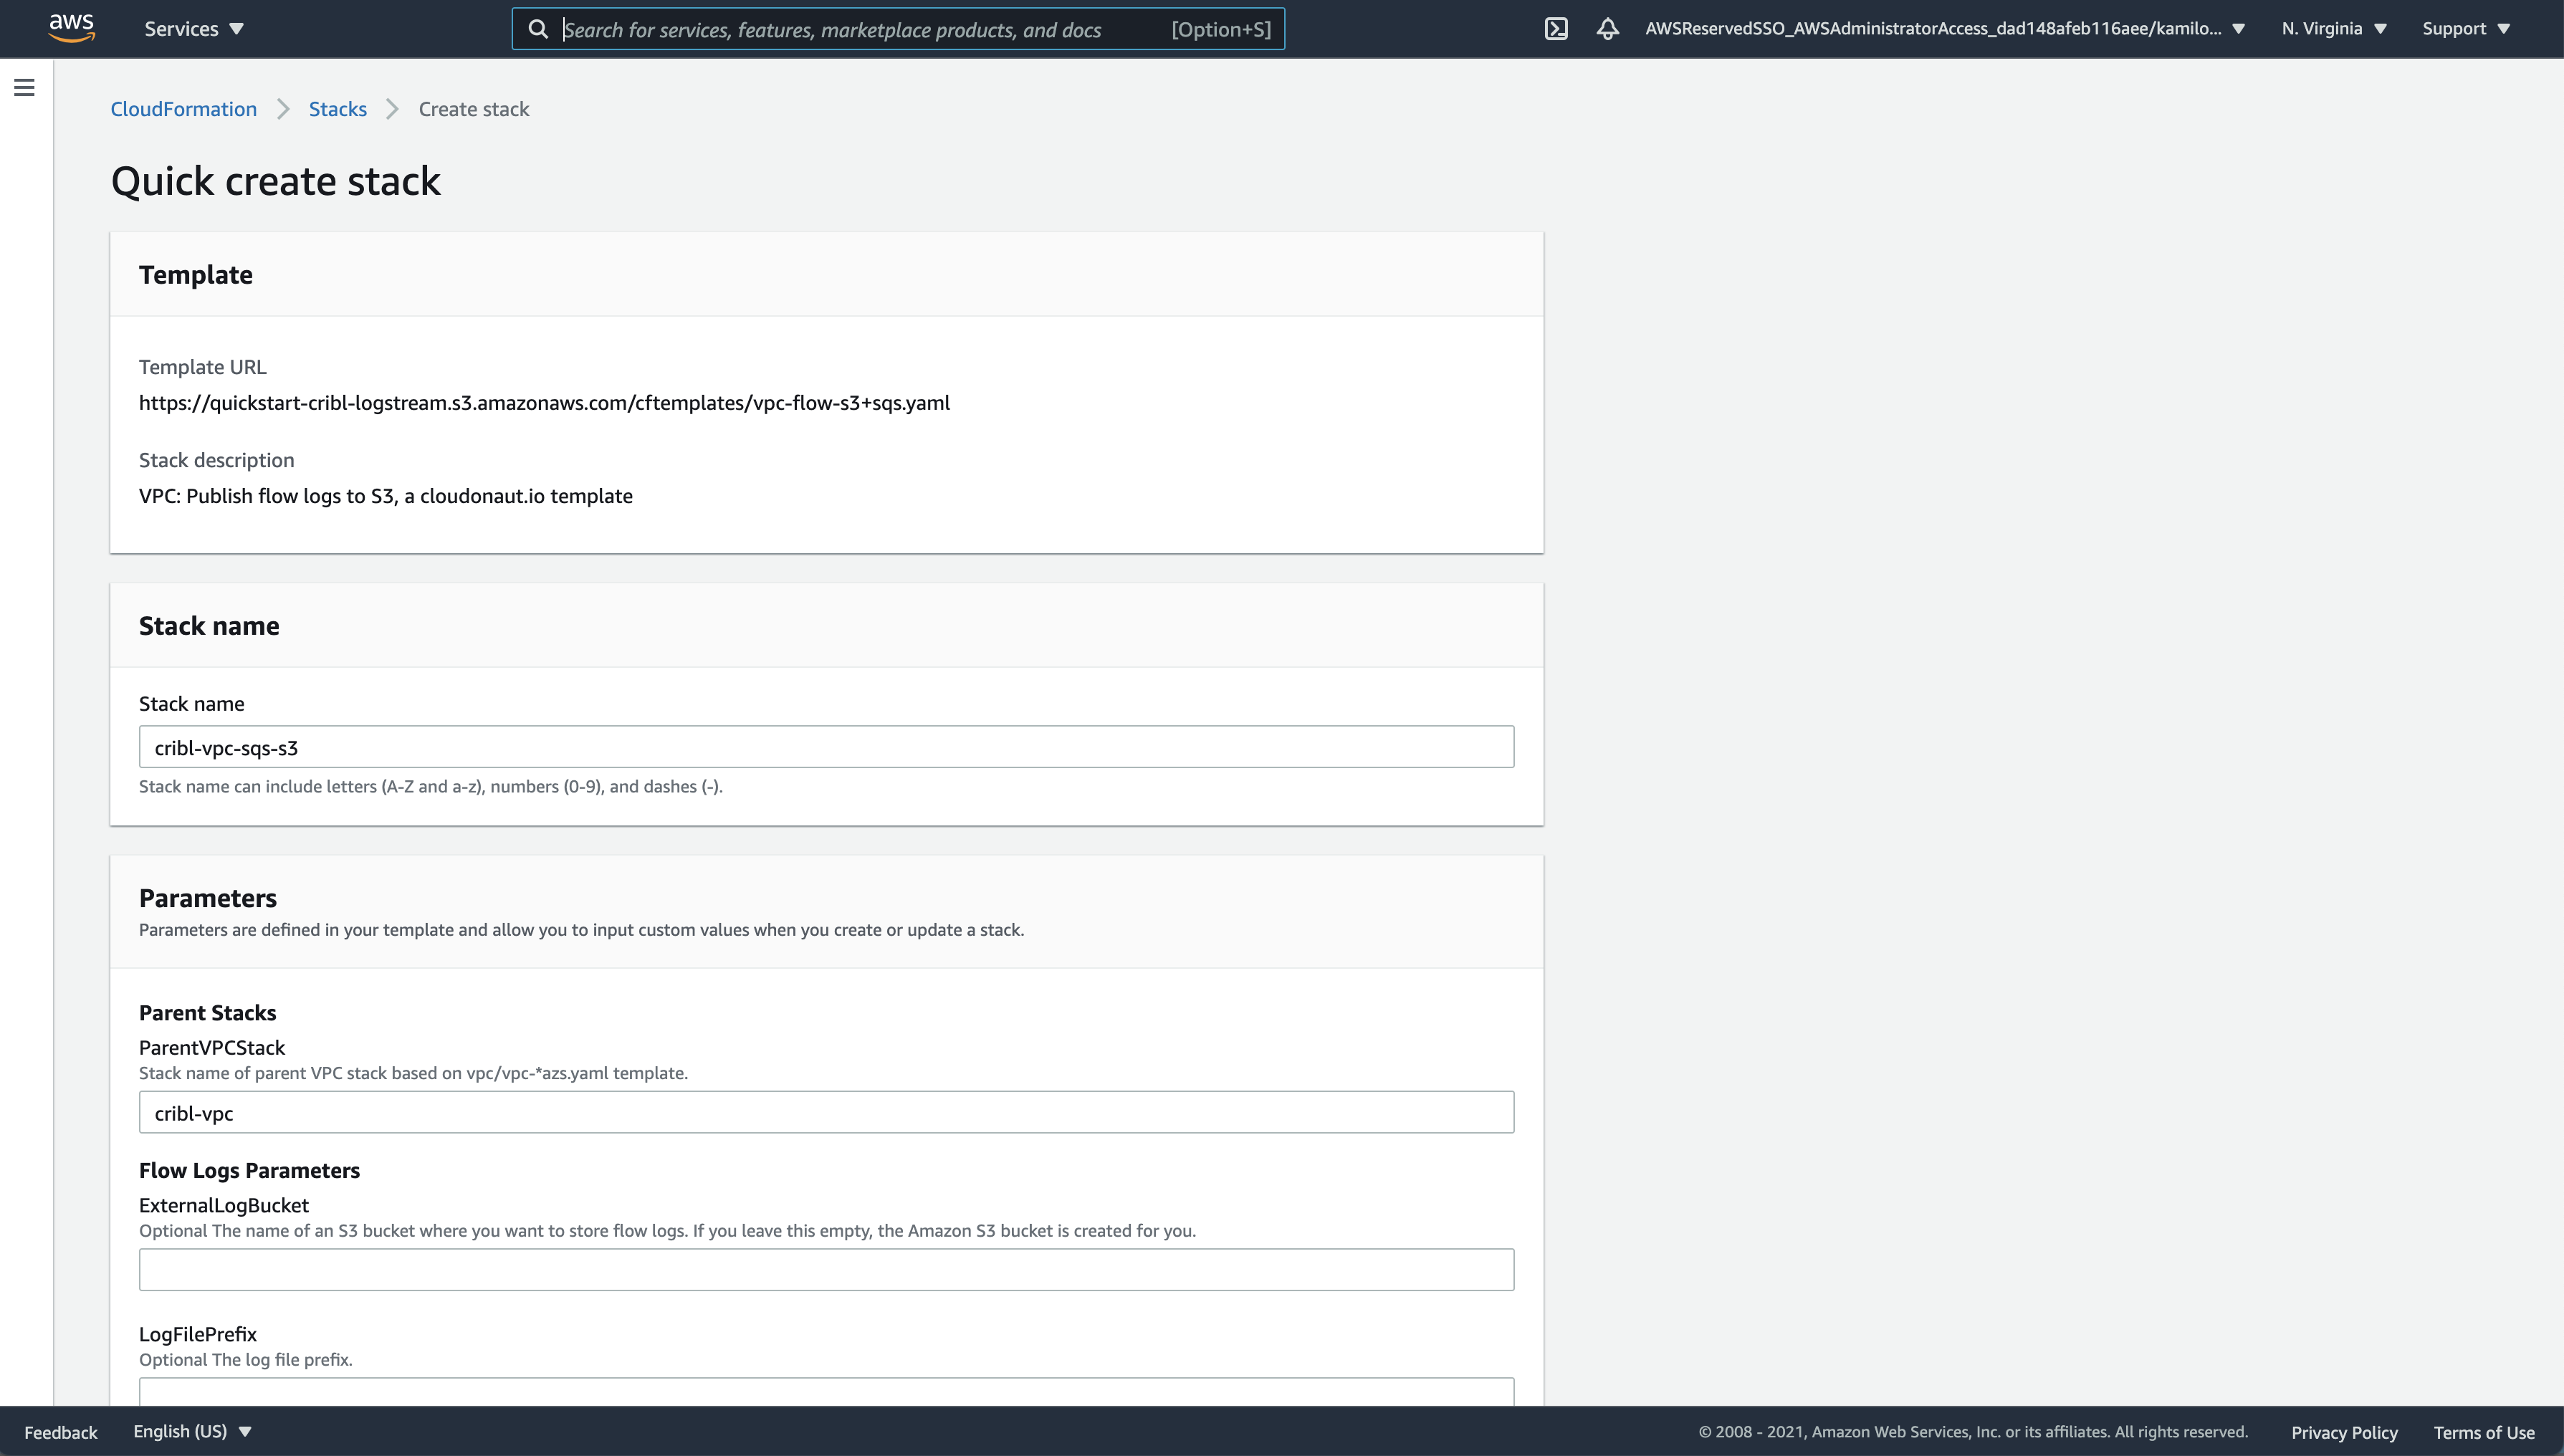 aws
Services
Search for services, features, marketplace products, and docs
[Option+S]
AWSReservedSSO_AWSAdministratorAccess_dad148afeb116aee/kamilo...
N. Virginia
Support
CloudFormation
Stacks
Create stack
Quick create stack
Template
Template URL
https://quickstart-cribl-logstream.s3.amazonaws.com/cftemplates/vpc-flow-s3+sqs.yaml
Stack description
VPC: Publish flow logs to S3, a cloudonaut.io template
Stack name
Stack name
cribl-vpc-sqs-s3
Stack name can include letters (A-Z and a-z), numbers (0-9), and dashes (-).
Parameters
Parameters are defined in your template and allow you to input custom values when you create or update a stack.
Parent Stacks
ParentVPCStack
Stack name of parent VPC stack based on vpc/vpc-*azs.yaml template.
cribl-vpc
Flow Logs Parameters
ExternalLogBucket
Optional The name of an S3 bucket where you want to store flow logs. If you leave this empty, the Amazon S3 bucket is created for you.
LogFilePrefix
Optional The log file prefix.
Feedback
English (US)
© 2008 - 2021, Amazon Web Services, Inc. or its affiliates. All rights reserved.
Privacy Policy
Terms of Use